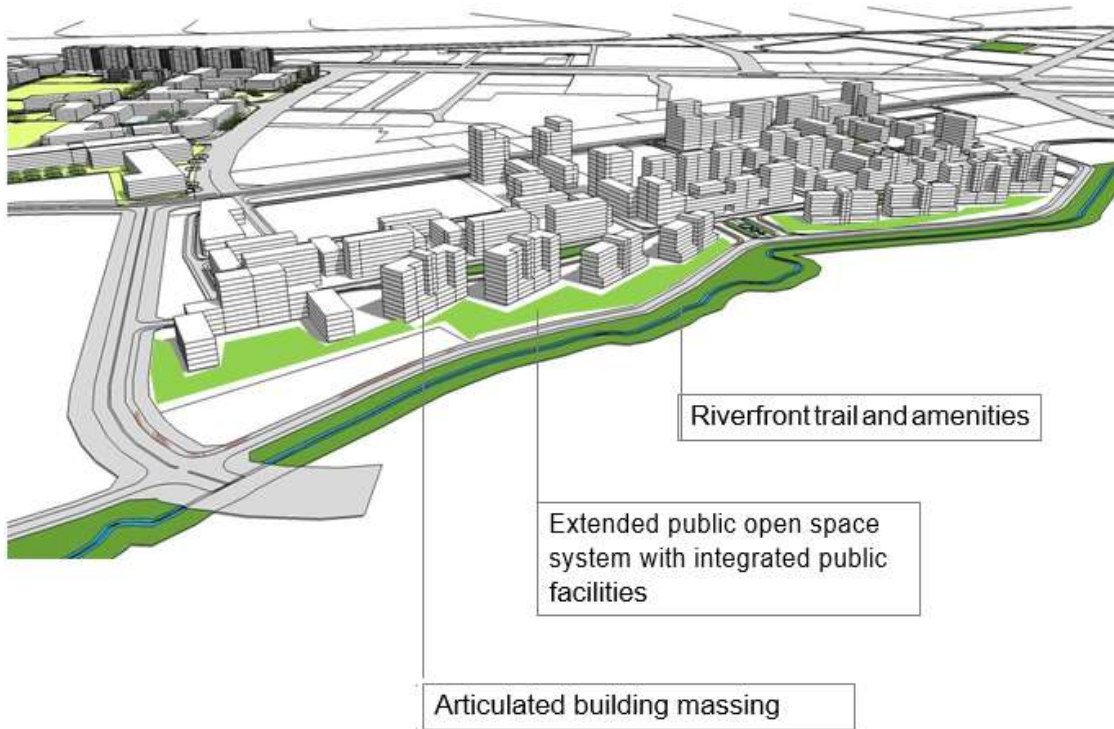 Riverfront trail and amenities
Extended public open space
system with integrated public
facilities
Articulated building massing